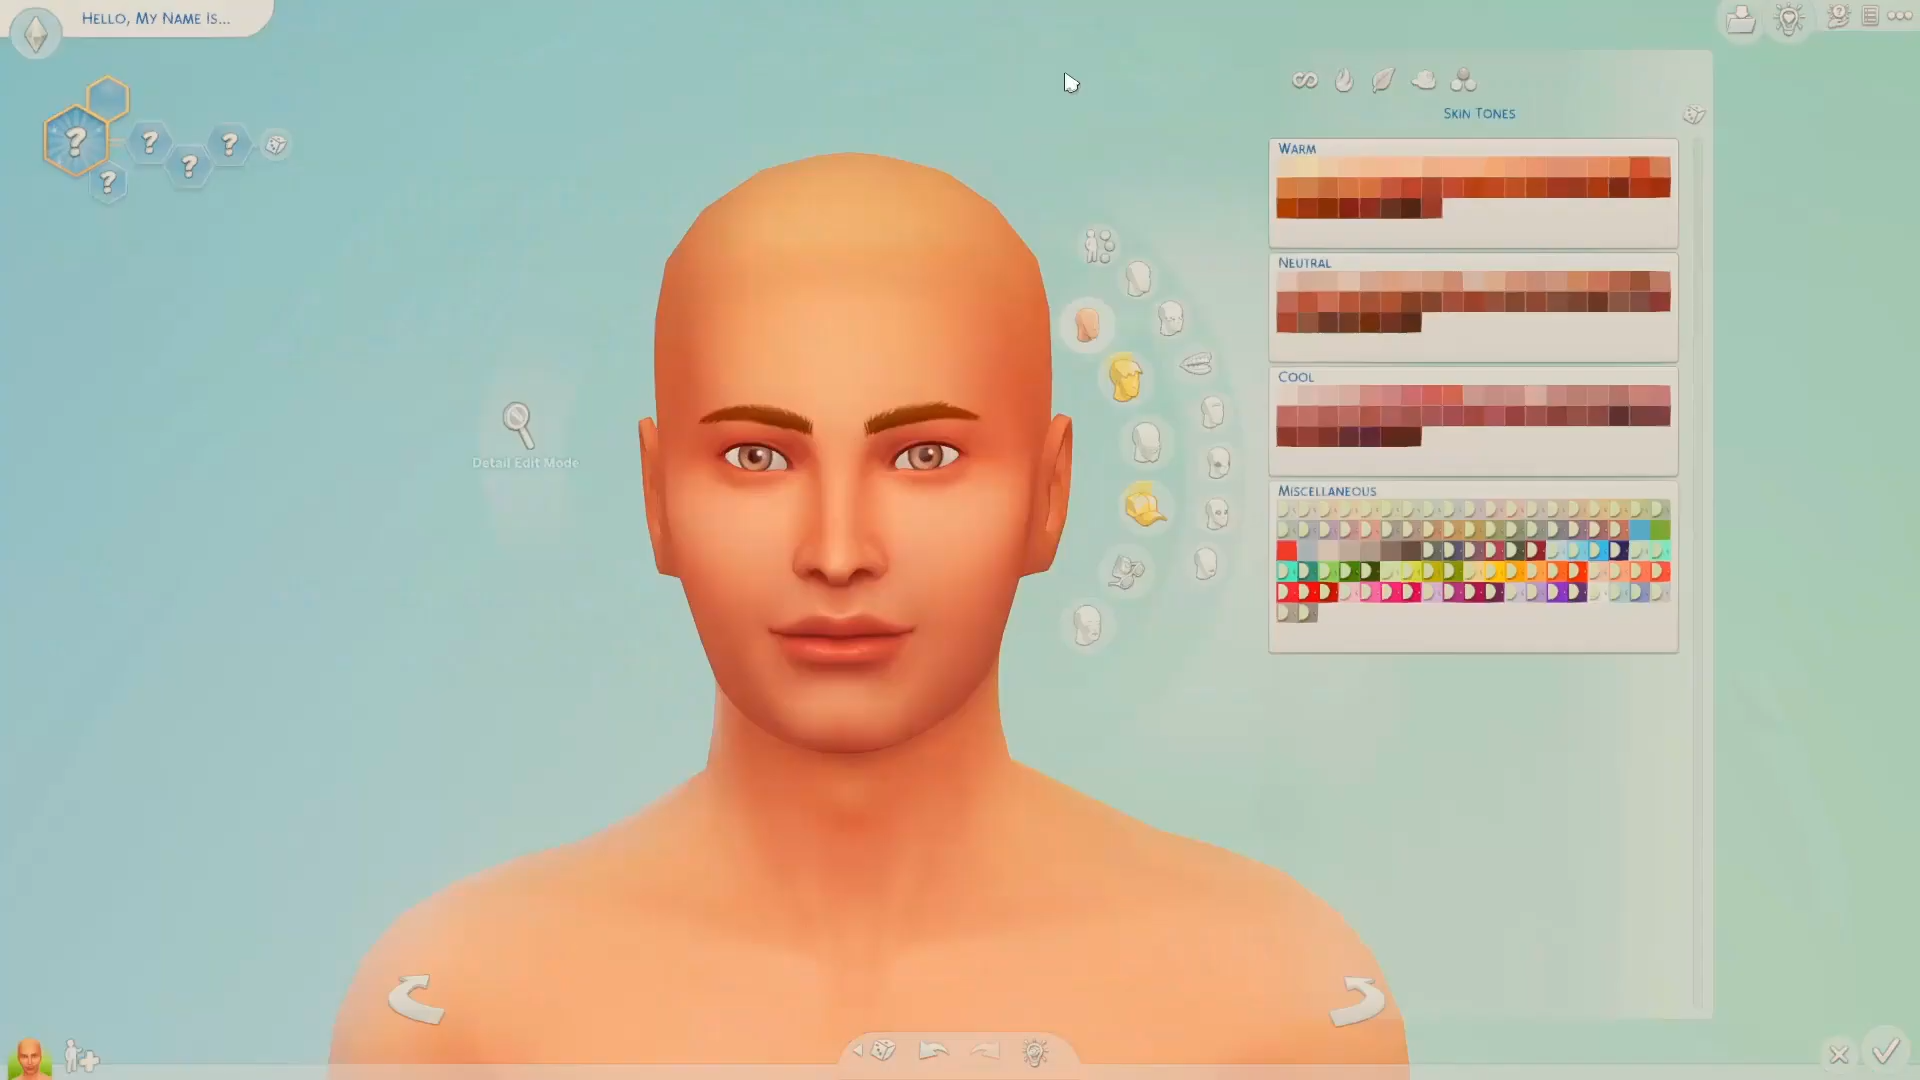 Hello, My Name Is...
Skin Tones
Warm
Neutral
Cool
Miscellaneous
Detail Edit Mode